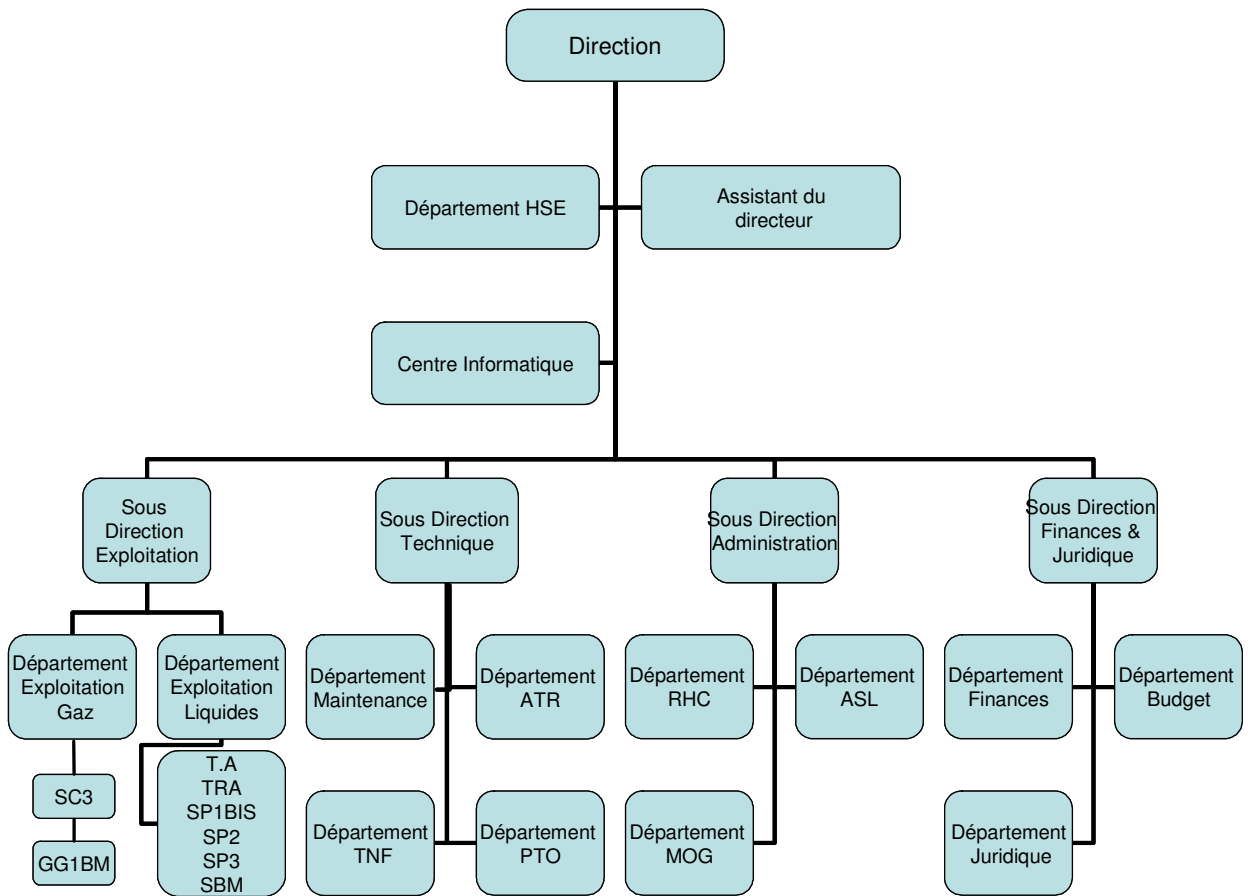 Direction
Département HSE
Assistant du
directeur
Centre Informatique
Sous
Direction
Exploitation
Sous Direction
Technique
Sous Direction
Administration
Sous Direction
Finances &
Juridique
Département
Exploitation
Gaz
Département
Exploitation
Liquides
Département
Maintenance
Département
ATR
Département
RHC
Département
ASL
Département
Finances
Département
Budget
SC3
GG1BM
T.A
TRA
SP1BIS
SP2
SP3
SBM
Département
TNF
Département
PTO
Département
MOG
Département
Juridique